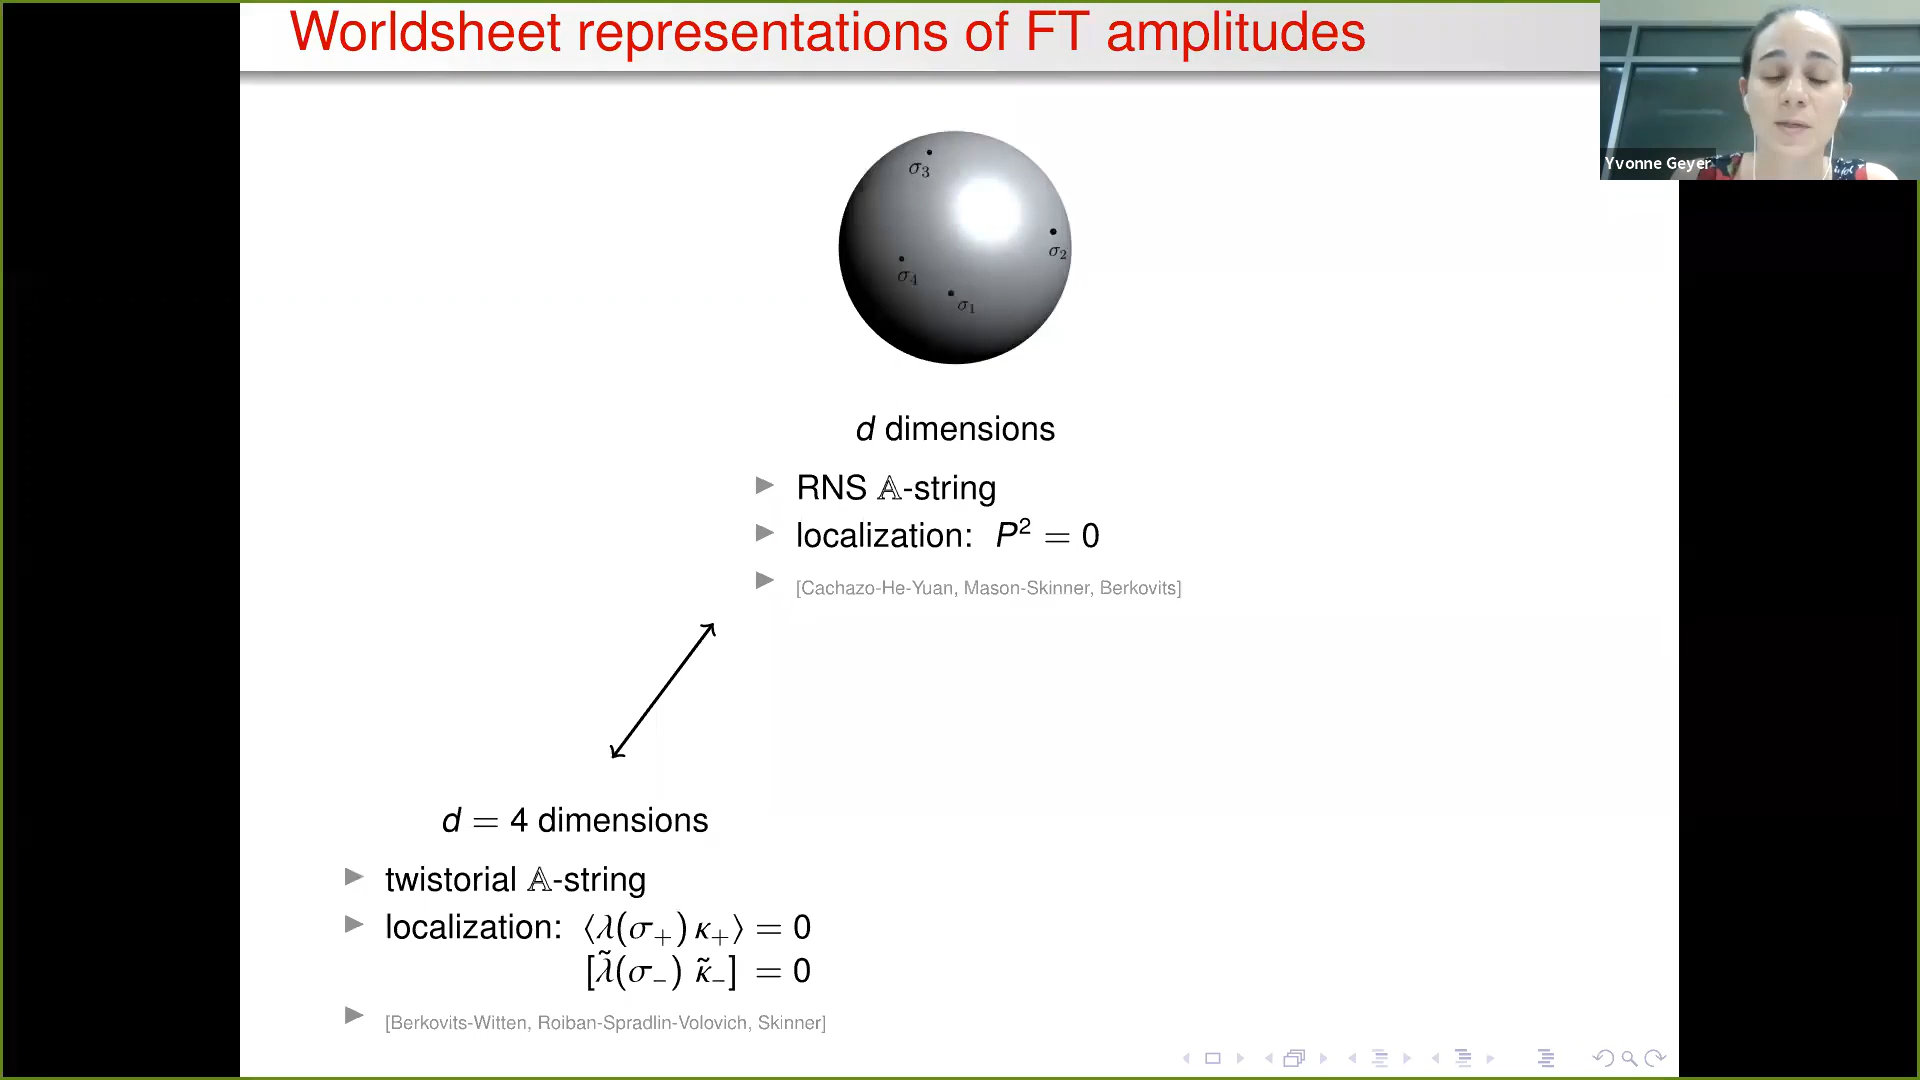 Worldsheet representations of FT amplitudes
Yvonne Geyer
σ₃
σ₂
σ₄
σ₁
d dimensions
▶ RNS 𝔸-string
▶ localization: P² = 0
▶ [Cachazo-He-Yuan, Mason-Skinner, Berkovits]
d = 4 dimensions
▶ twistorial 𝔸-string
▶ localization: ⟨λ(σ₊) κ₊⟩ = 0
[λ̃(σ₋) κ̃₋] = 0
▶ [Berkovits-Witten, Roiban-Spradlin-Volovich, Skinner]